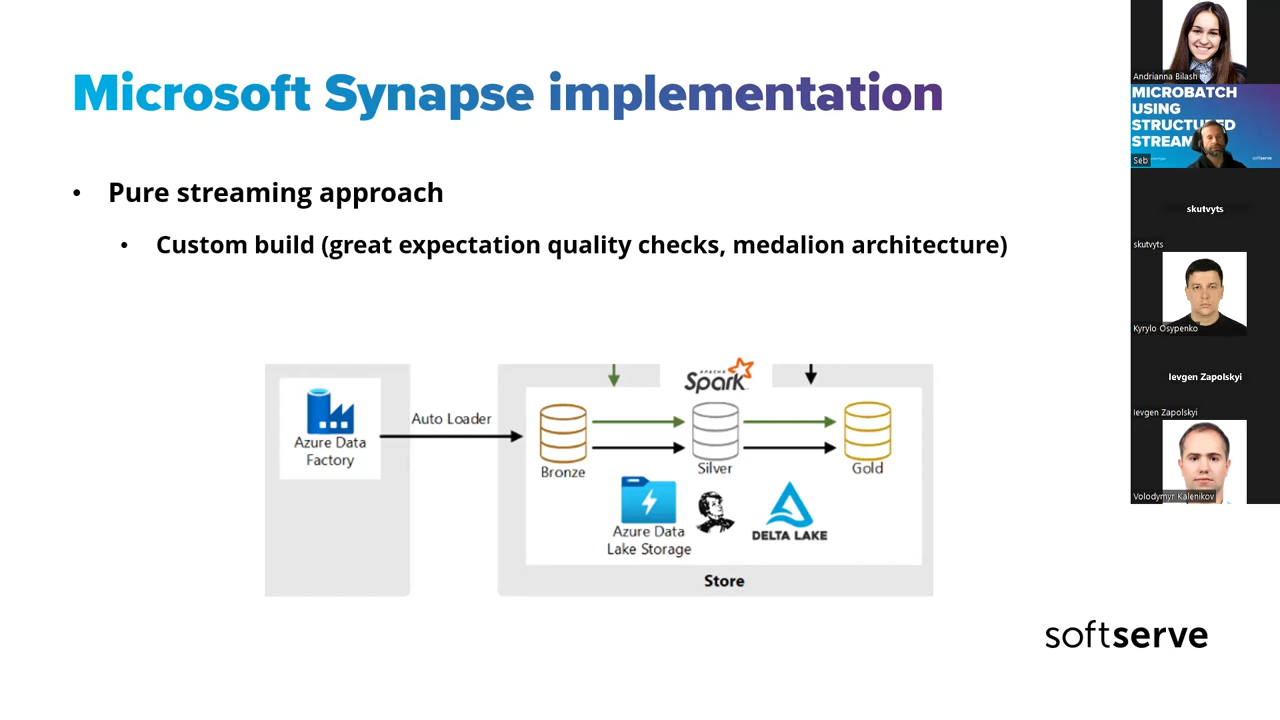 Microsoft Synapse implementation
• Pure streaming approach
• Custom build (great expectation quality checks, medalion architecture)
Azure Data
Factory
Auto Loader
APACHE
Spark
Bronze
Silver
Gold
Azure Data
Lake Storage
DELTA LAKE
Store
softserve
Andrianna Bilash
MICROBATCH
USING
STRUCTURED
STREAM
softserve
Seb
skutvyts
skutvyts
Kyrylo Osypenko
Ievgen Zapolskyi
Ievgen Zapolskyi
Volodymyr Kalenikov